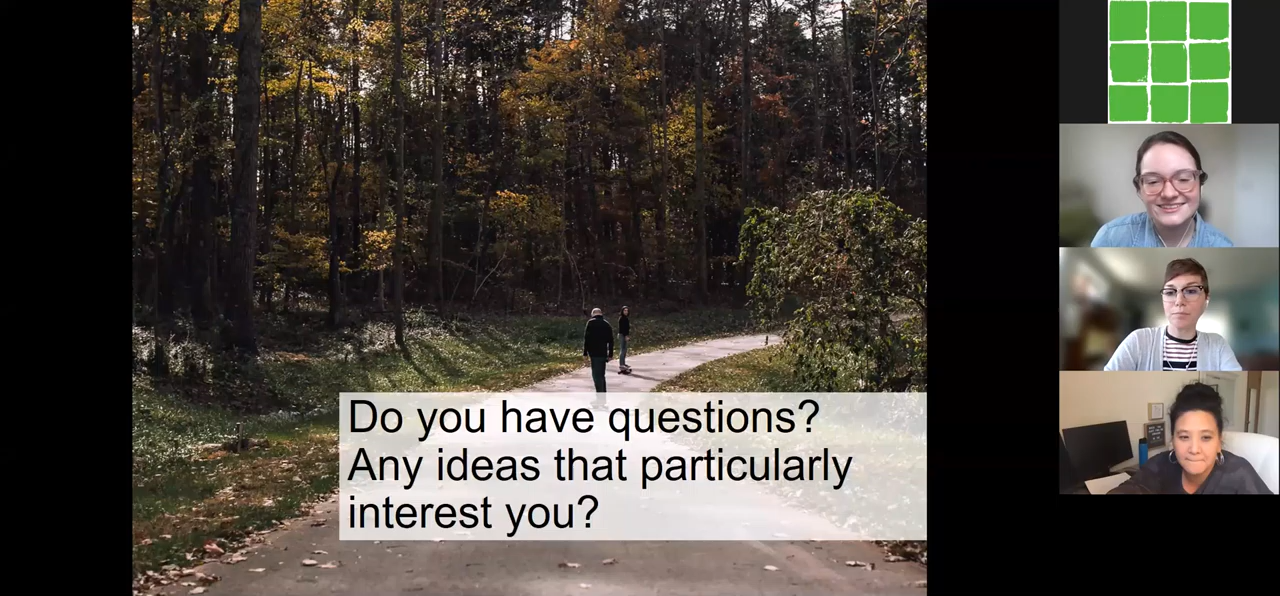 Do you have questions?
Any ideas that particularly
interest you?